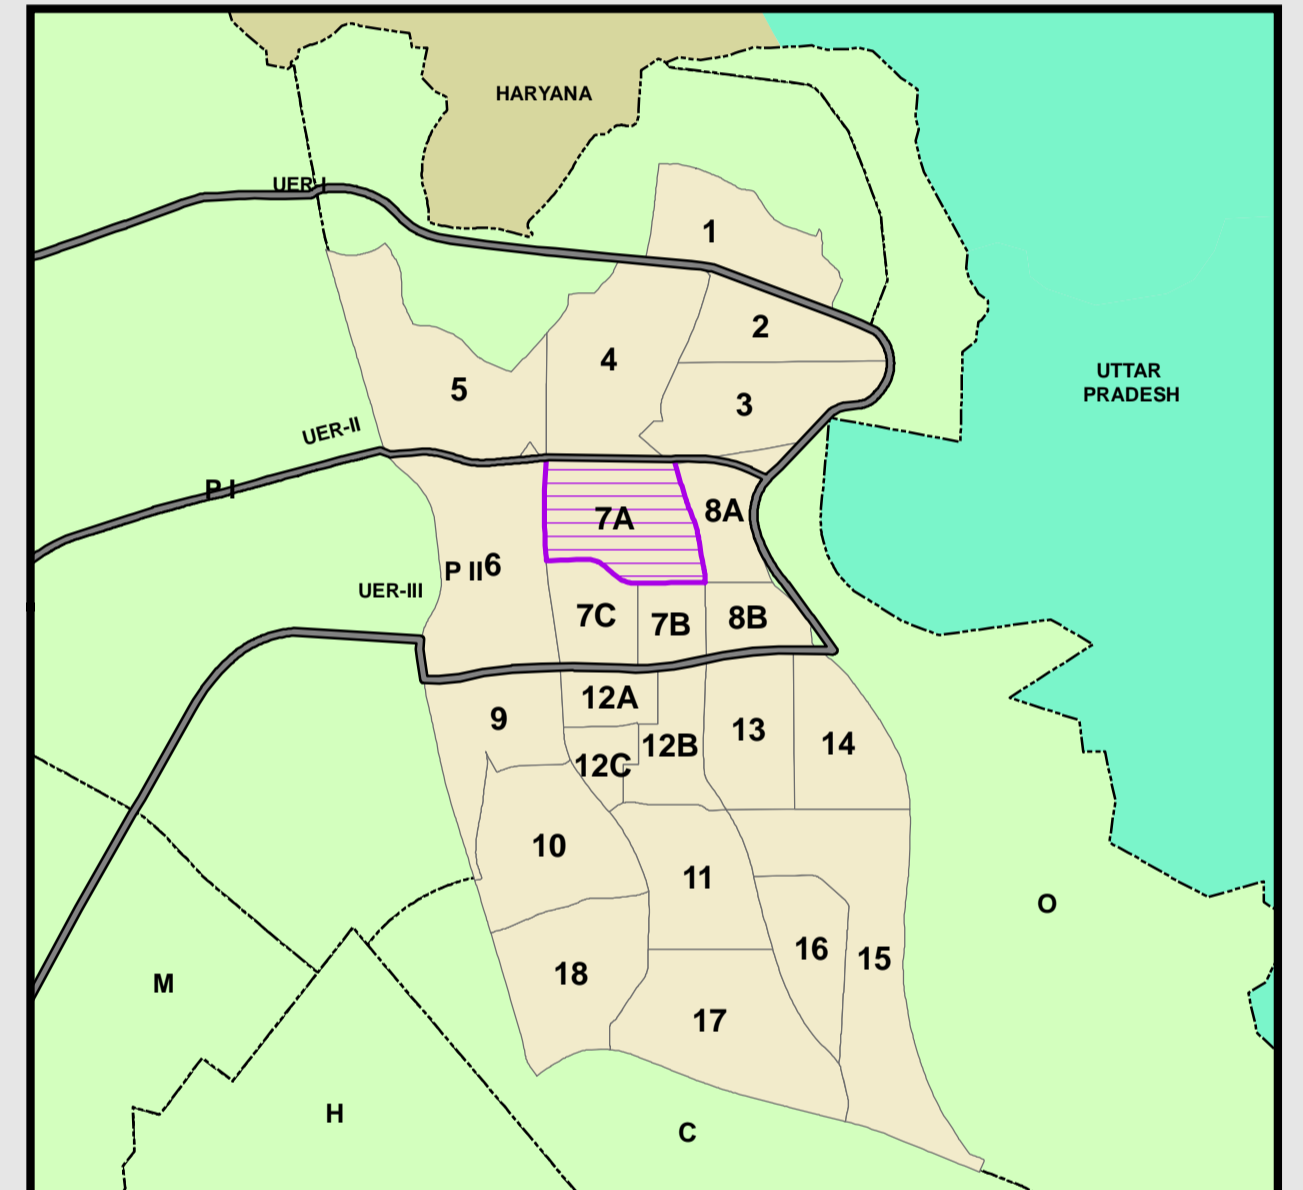 HARYANA
UER-I
1
2
UTTAR
PRADESH
4
5
3
UER-II
P I
7A
8A
P II
6
UER-III
7C
7B
8B
12A
9
12B
13
14
12C
10
11
O
16
15
18
M
17
H
C